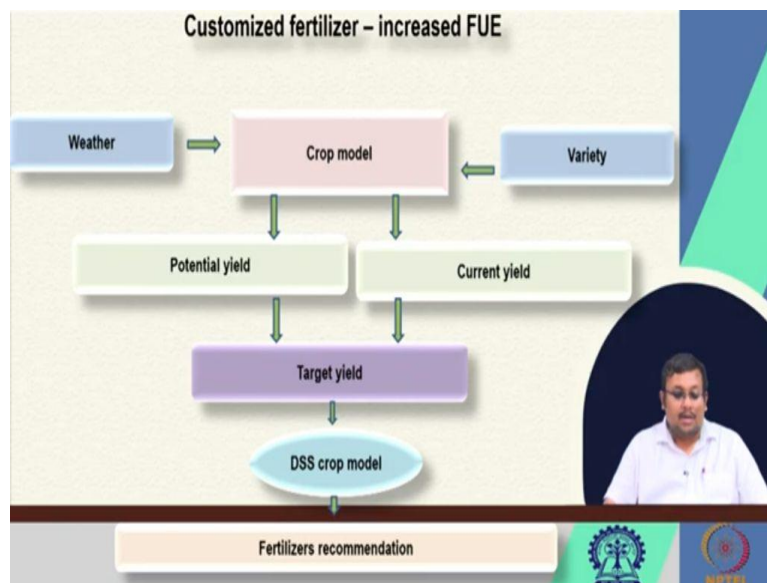 Customized fertilizer – increased FUE
Weather
Crop model
Variety
Potential yield
Current yield
Target yield
DSS crop model
Fertilizers recommendation